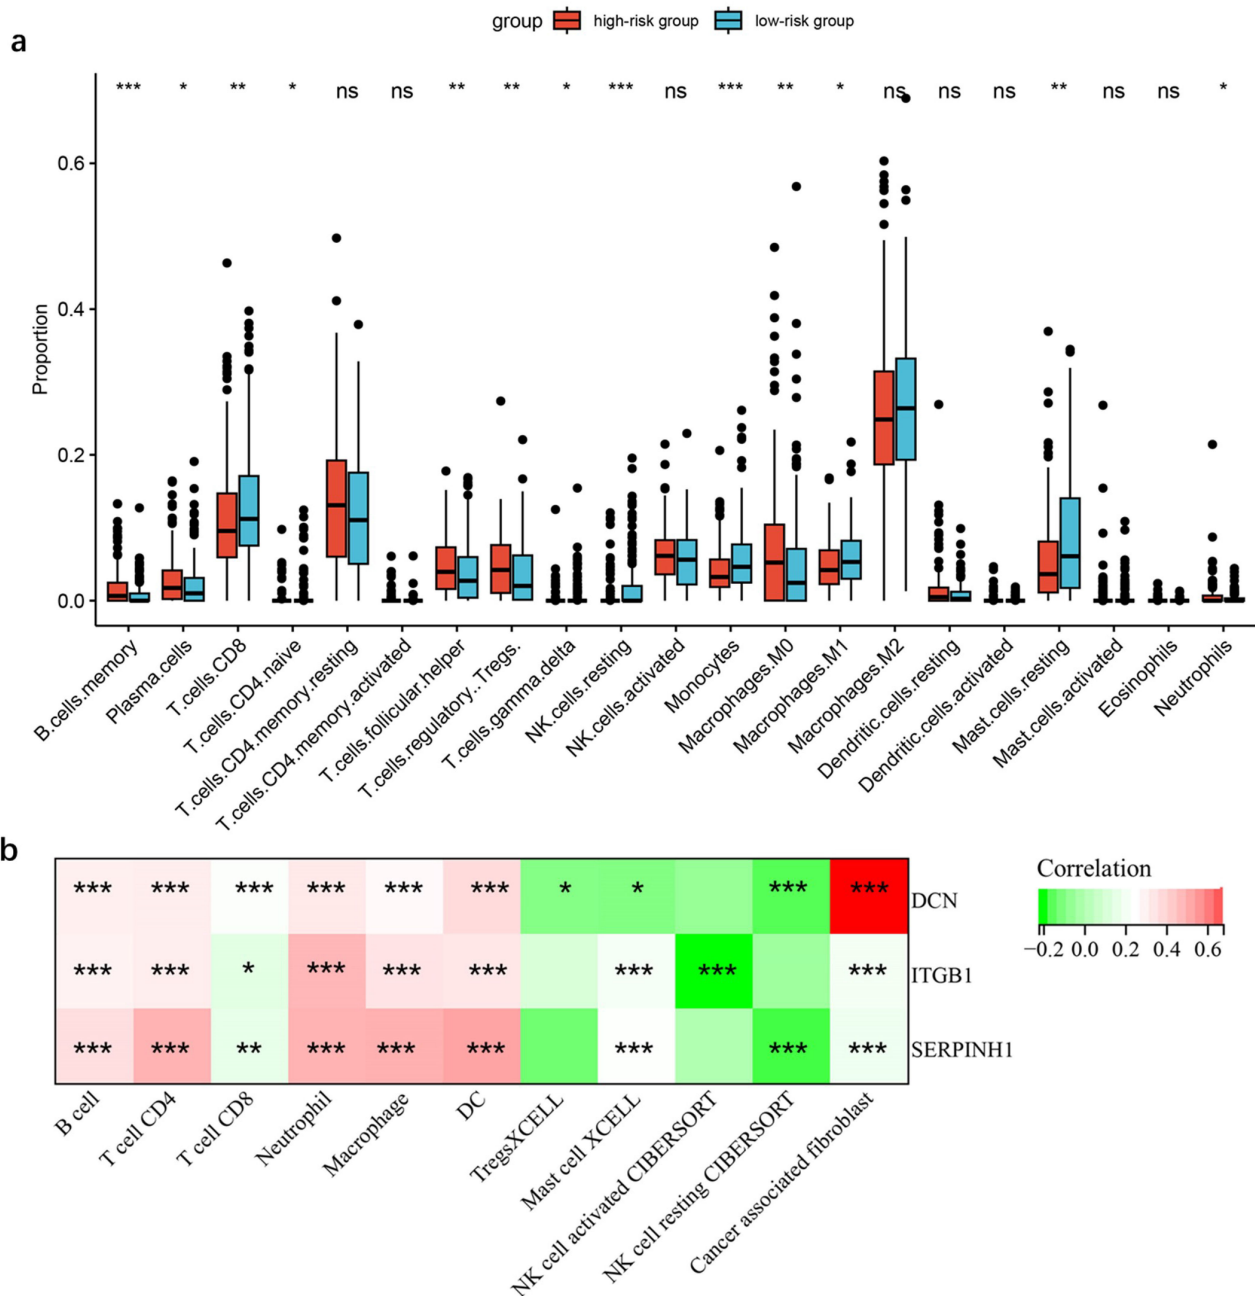 group high-risk group low-risk group
a
*** * ** * ns ns ** ** * *** ns *** ** * ns ns ns ** ns ns *
Proportion
0.6
0.4
0.2
0.0
B.cells.memory
Plasma.cells
T.cells.CD8
T.cells.CD4.naive
T.cells.CD4.memory.resting
T.cells.CD4.memory.activated
T.cells.follicular.helper
T.cells.regulatory..Tregs.
T.cells.gamma.delta
NK.cells.resting
NK.cells.activated
Monocytes
Macrophages.M0
Macrophages.M1
Macrophages.M2
Dendritic.cells.resting
Dendritic.cells.activated
Mast.cells.resting
Mast.cells.activated
Eosinophils
Neutrophils
b
*** *** *** *** *** *** * * *** *** DCN
*** *** * *** *** *** *** *** *** ITGB1
*** *** ** *** *** *** *** *** *** SERPINH1
B cell
T cell CD4
T cell CD8
Neutrophil
Macrophage
DC
TregsXCELL
Mast cell XCELL
NK cell activated CIBERSORT
NK cell resting CIBERSORT
Cancer associated fibroblast
Correlation
−0.2 0.0 0.2 0.4 0.6